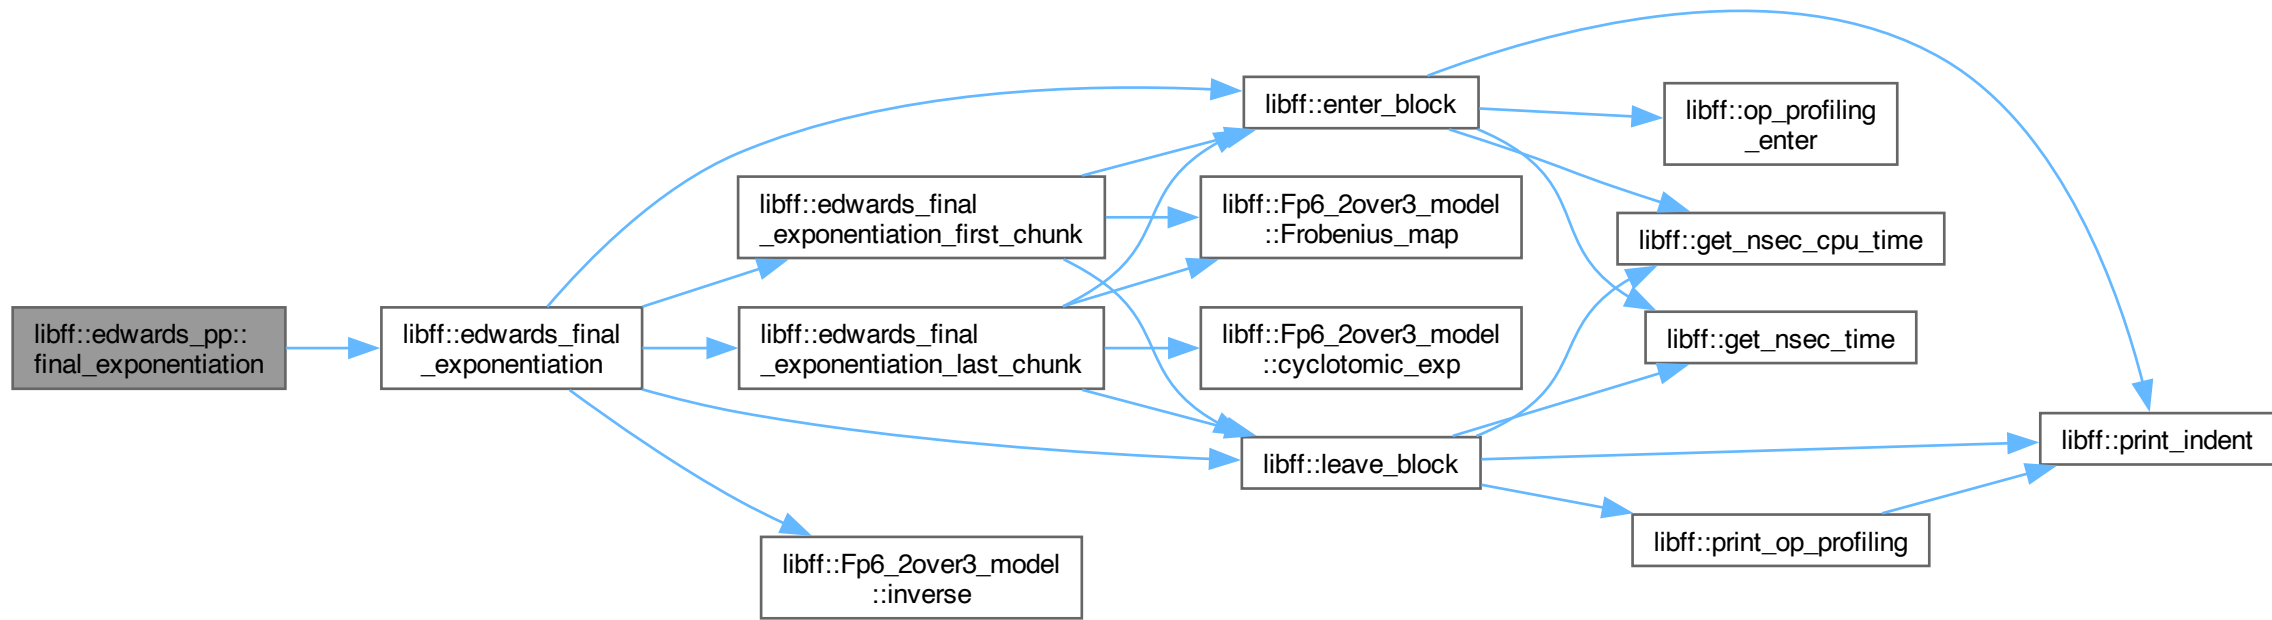 libff::edwards_pp::
final_exponentiation
libff::edwards_final
_exponentiation
libff::edwards_final
_exponentiation_first_chunk
libff::edwards_final
_exponentiation_last_chunk
libff::Fp6_2over3_model
::inverse
libff::enter_block
libff::Fp6_2over3_model
::Frobenius_map
libff::Fp6_2over3_model
::cyclotomic_exp
libff::leave_block
libff::op_profiling
_enter
libff::get_nsec_cpu_time
libff::get_nsec_time
libff::print_op_profiling
libff::print_indent